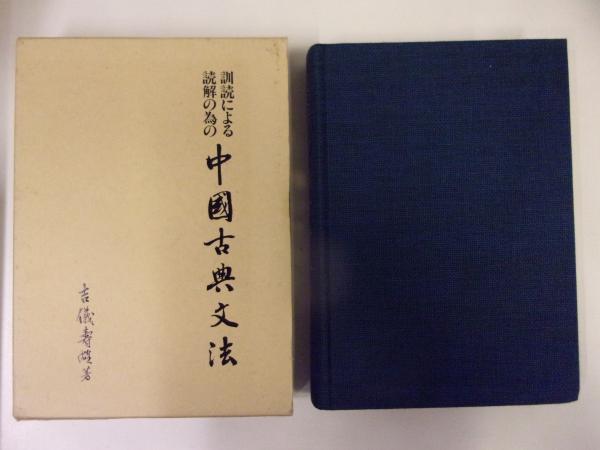 訓読による
読解の為の
中國古典文法
吉儀壽雄著